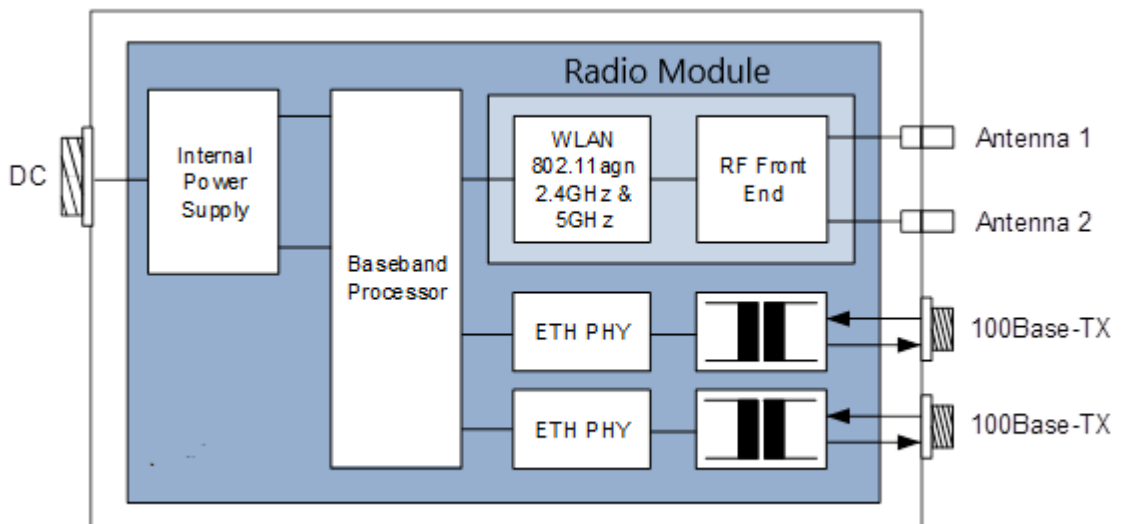 Radio Module
DC
Internal
Power
Supply
Baseband
Processor
WLAN
802.11agn
2.4GHz &
5GHz
RF Front
End
Antenna 1
Antenna 2
ETH PHY
100Base-TX
ETH PHY
100Base-TX